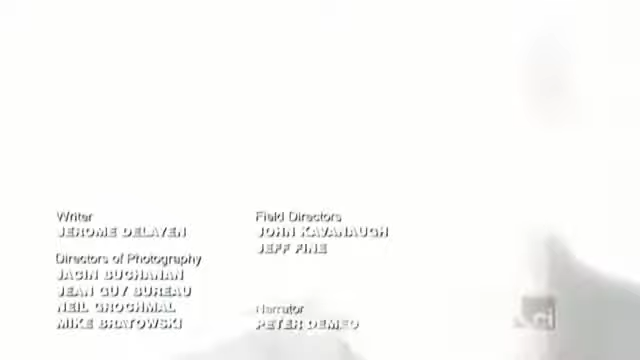 Writer
JEROME DELAYEN
Directors of Photography
JACIN BUCHANAN
JEAN GUY BUREAU
NEIL GROCHMAL
MIKE BRATOWSKI
Field Directors
JOHN KAVANAUGH
JEFF FINE
Narrator
PETER DEMEO